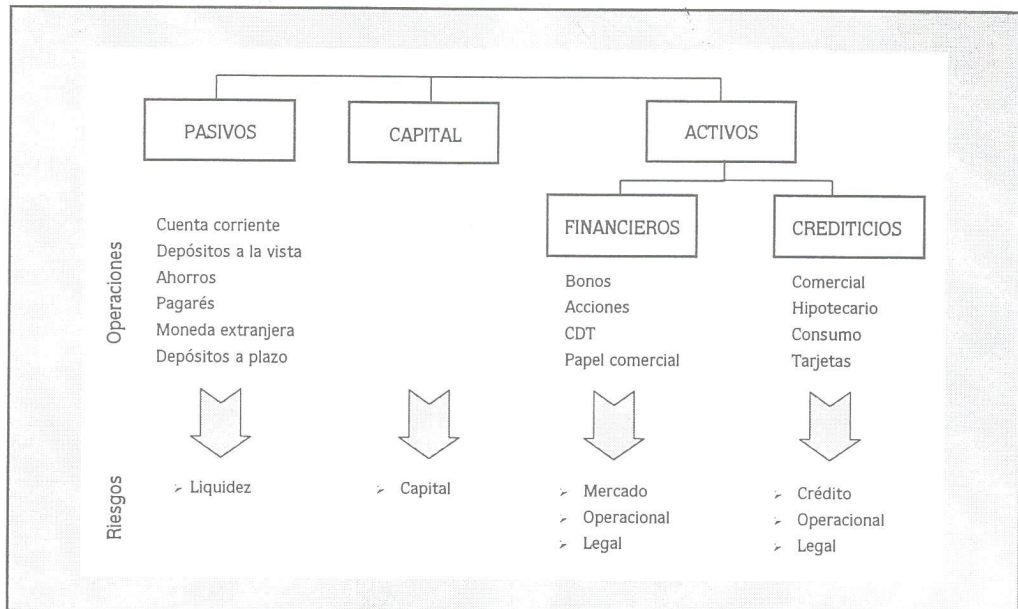 PASIVOS
CAPITAL
ACTIVOS
FINANCIEROS
CREDITICIOS
Operaciones
Cuenta corriente
Depósitos a la vista
Ahorros
Pagarés
Moneda extranjera
Depósitos a plazo
Bonos
Acciones
CDT
Papel comercial
Comercial
Hipotecario
Consumo
Tarjetas
Riesgos
➢ Liquidez
➢ Capital
➢ Mercado
➢ Operacional
➢ Legal
➢ Crédito
➢ Operacional
➢ Legal